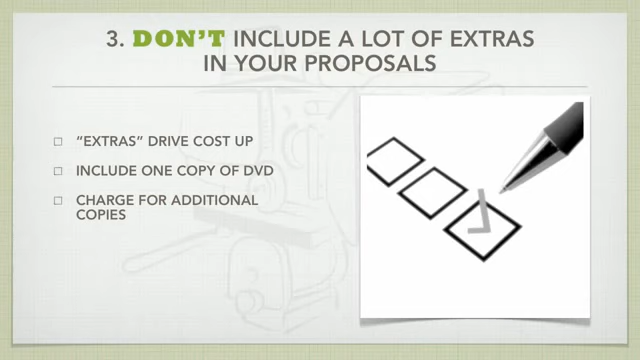 3. DON'T INCLUDE A LOT OF EXTRAS
IN YOUR PROPOSALS
"EXTRAS" DRIVE COST UP
INCLUDE ONE COPY OF DVD
CHARGE FOR ADDITIONAL
COPIES